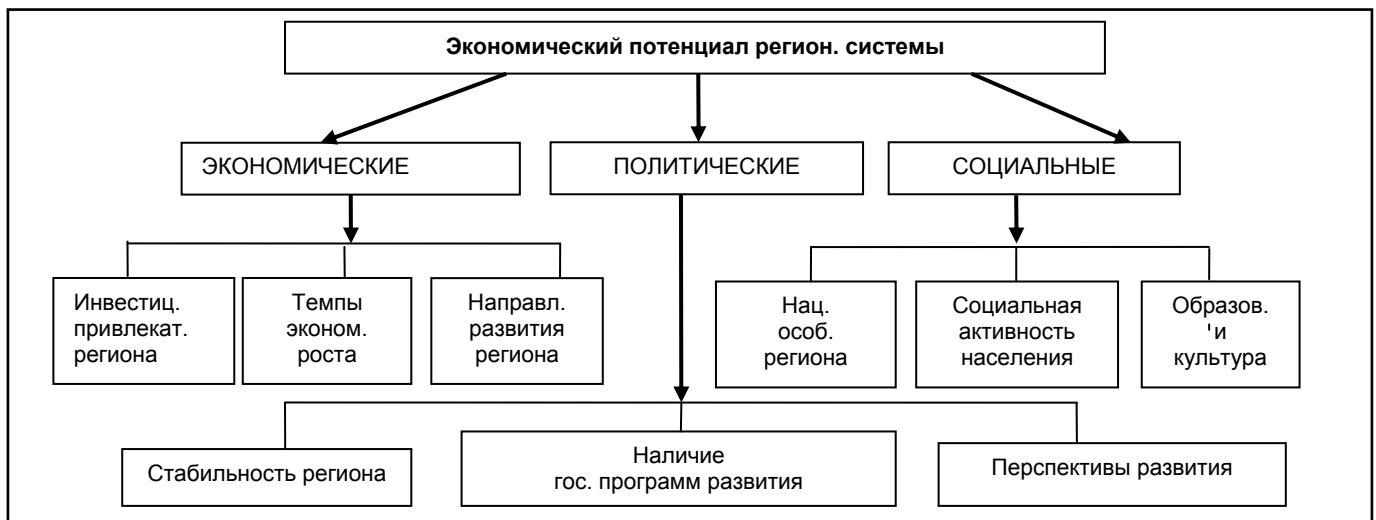 Экономический потенциал регион. системы
ЭКОНОМИЧЕСКИЕ
ПОЛИТИЧЕСКИЕ
СОЦИАЛЬНЫЕ
Инвестиц.
привлекат.
региона
Темпы
эконом.
роста
Направл.
развития
региона
Нац.
особ.
региона
Социальная
активность
населения
Образов.
'и
культура
Стабильность региона
Наличие
гос. программ развития
Перспективы развития